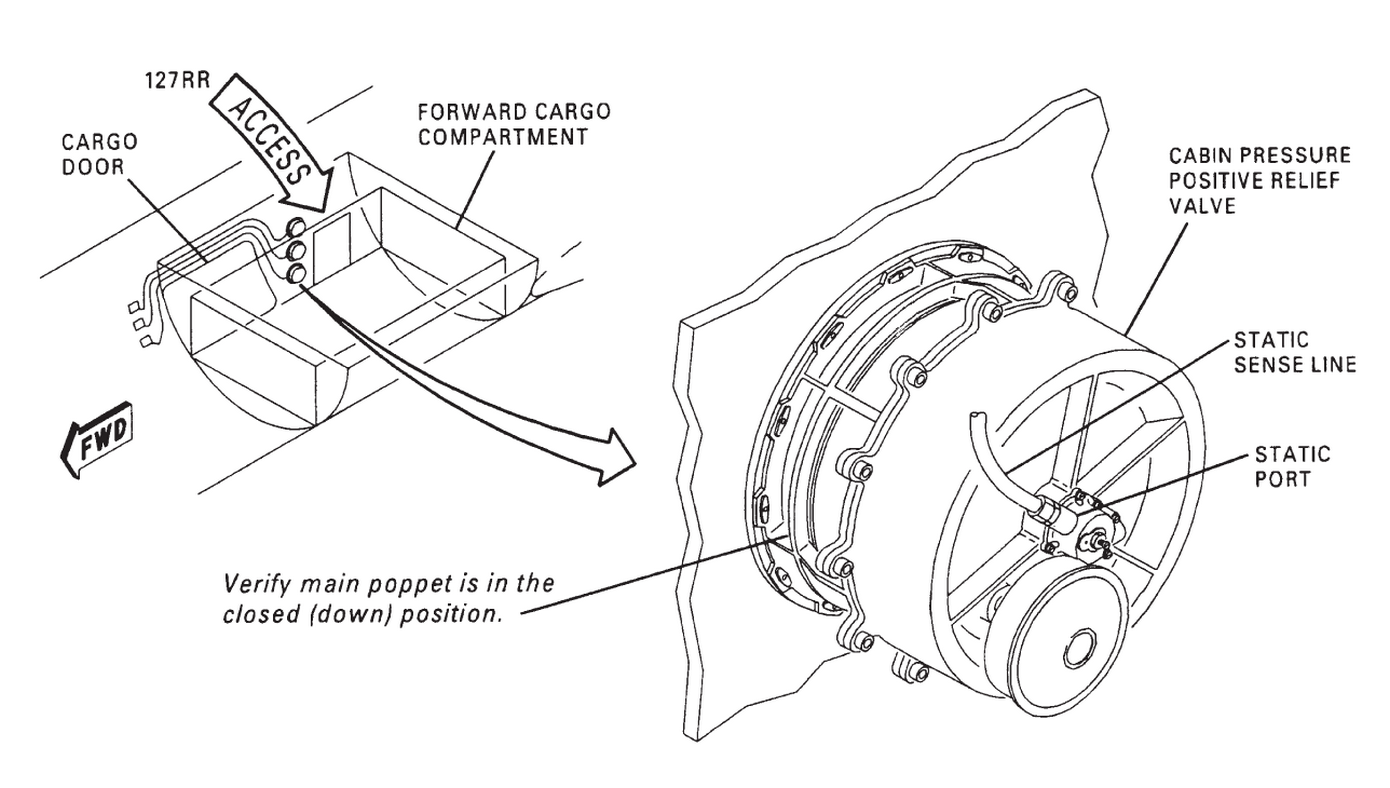 127RR
ACCESS
FORWARD CARGO
COMPARTMENT
CARGO
DOOR
CABIN PRESSURE
POSITIVE RELIEF
VALVE
STATIC
SENSE LINE
FWD
STATIC
PORT
Verify main poppet is in the
closed (down) position.